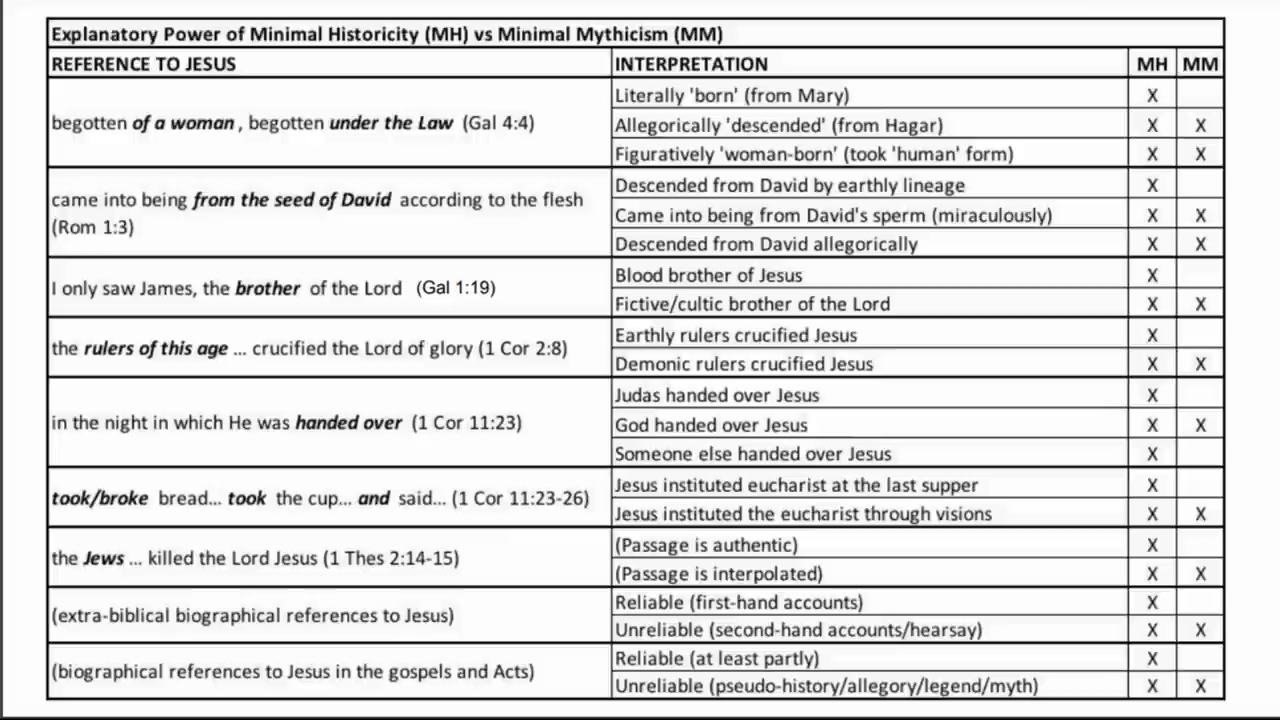 Explanatory Power of Minimal Historicity (MH) vs Minimal Mythicism (MM)
REFERENCE TO JESUS INTERPRETATION MH MM
begotten of a woman, begotten under the Law (Gal 4:4)
Literally 'born' (from Mary) X
Allegorically 'descended' (from Hagar) X X
Figuratively 'woman-born' (took 'human' form) X X
came into being from the seed of David according to the flesh
(Rom 1:3)
Descended from David by earthly lineage X
Came into being from David's sperm (miraculously) X X
Descended from David allegorically X X
I only saw James, the brother of the Lord (Gal 1:19)
Blood brother of Jesus X
Fictive/cultic brother of the Lord X X
the rulers of this age ... crucified the Lord of glory (1 Cor 2:8)
Earthly rulers crucified Jesus X
Demonic rulers crucified Jesus X X
in the night in which He was handed over (1 Cor 11:23)
Judas handed over Jesus X
God handed over Jesus X X
Someone else handed over Jesus X
took/broke bread... took the cup... and said... (1 Cor 11:23-26)
Jesus instituted eucharist at the last supper X
Jesus instituted the eucharist through visions X X
the Jews ... killed the Lord Jesus (1 Thes 2:14-15)
(Passage is authentic) X
(Passage is interpolated) X X
(extra-biblical biographical references to Jesus)
Reliable (first-hand accounts) X
Unreliable (second-hand accounts/hearsay) X X
(biographical references to Jesus in the gospels and Acts)
Reliable (at least partly) X
Unreliable (pseudo-history/allegory/legend/myth) X X